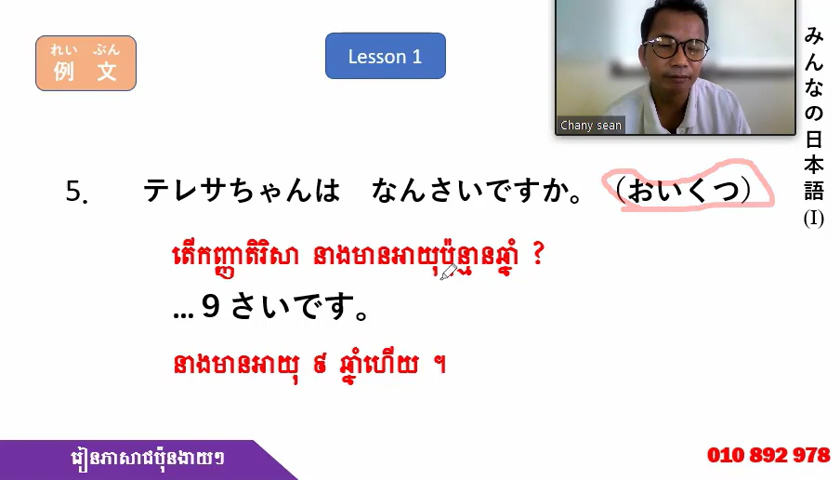 れい ぶん
例 文
Lesson 1
Chany sean
みんなの日本語(I)
5. テレサちゃんは なんさいですか。（おいくつ）
តើកញ្ញាតិរិសា នាងមានអាយុប៉ុន្មានឆ្នាំ ?
...９さいです。
នាងមានអាយុ ៩ ឆ្នាំហើយ ។
រៀនភាសាជប៉ុនងាយៗ
010 892 978